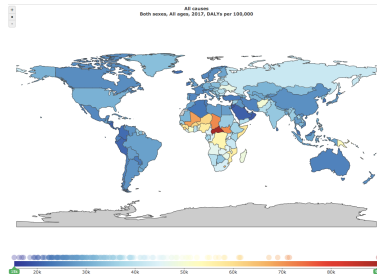 All causes
Both sexes, All ages, 2017, DALYs per 100,000
20k 30k 40k 50k 60k 70k 80k